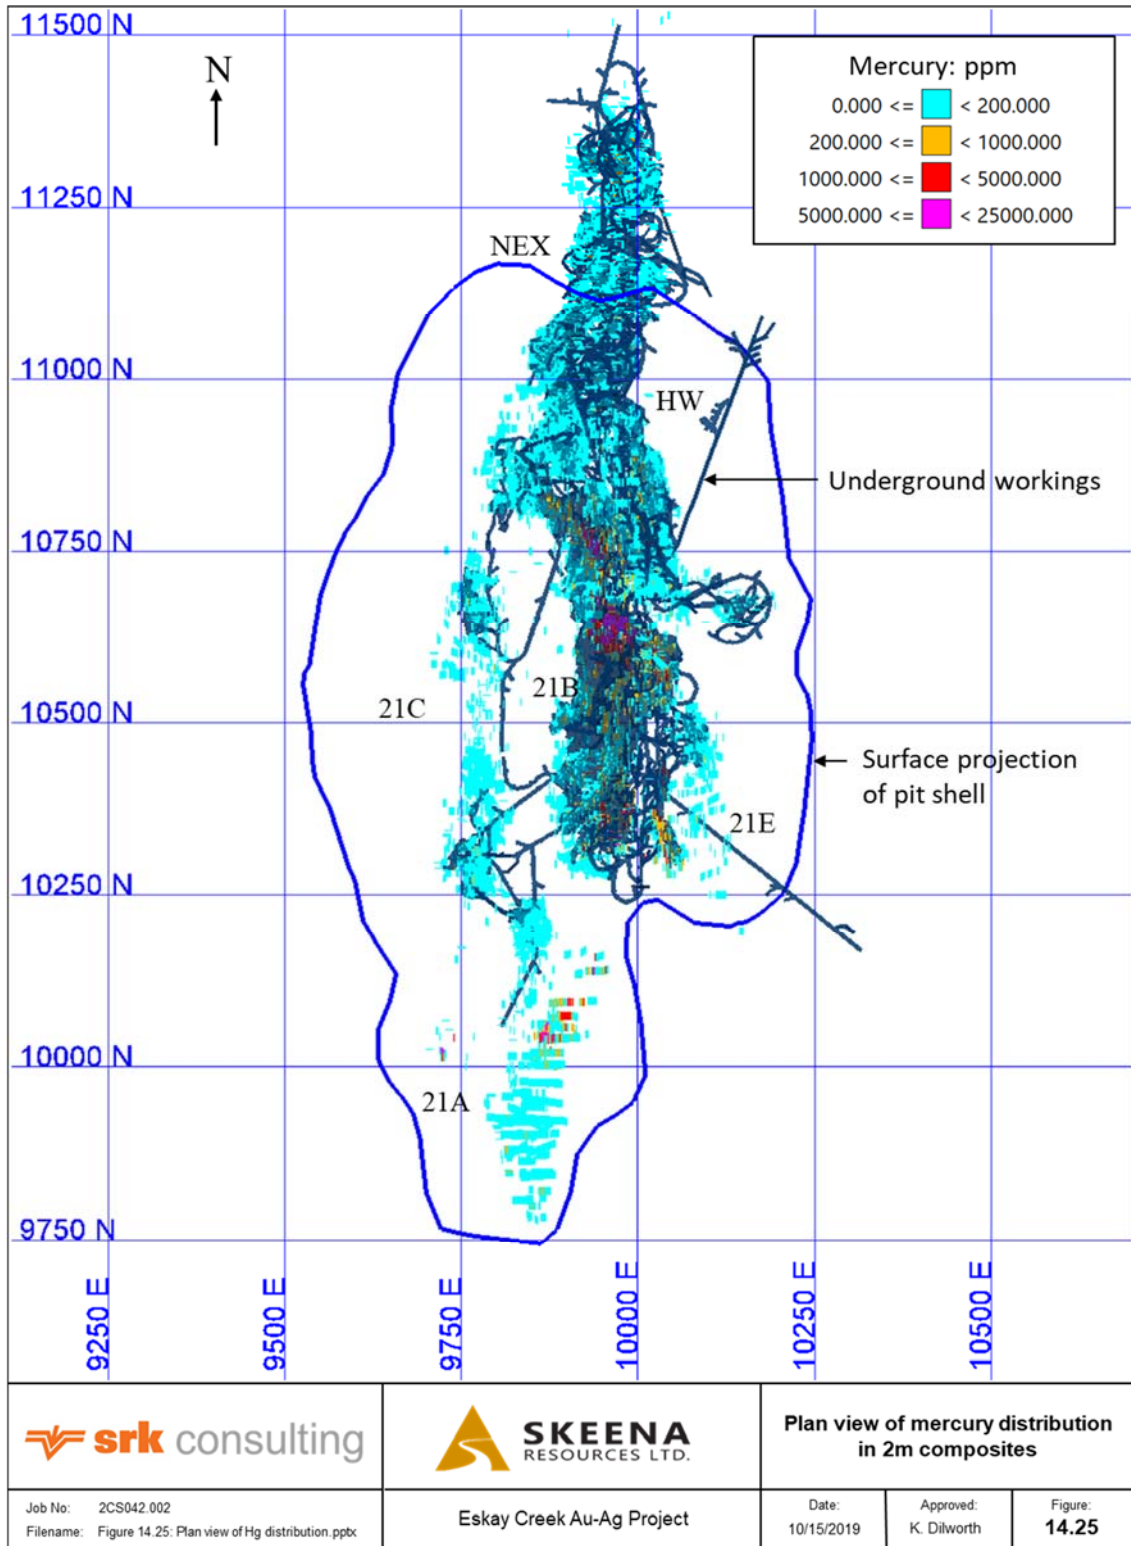 11500 N
N
Mercury: ppm
0.000 <= < 200.000
200.000 <= < 1000.000
1000.000 <= < 5000.000
5000.000 <= < 25000.000
11250 N
NEX
11000 N
HW
Underground workings
10750 N
21B
21C
10500 N
Surface projection
of pit shell
21E
10250 N
10000 N
21A
9750 N
9250 E
9500 E
9750 E
10000 E
10250 E
10500 E
srk consulting
SKEENA
RESOURCES LTD.
Plan view of mercury distribution
in 2m composites
Job No: 2CS042.002
Filename: Figure 14.25: Plan view of Hg distribution.pptx
Eskay Creek Au-Ag Project
Date:
10/15/2019
Approved:
K. Dilworth
Figure:
14.25